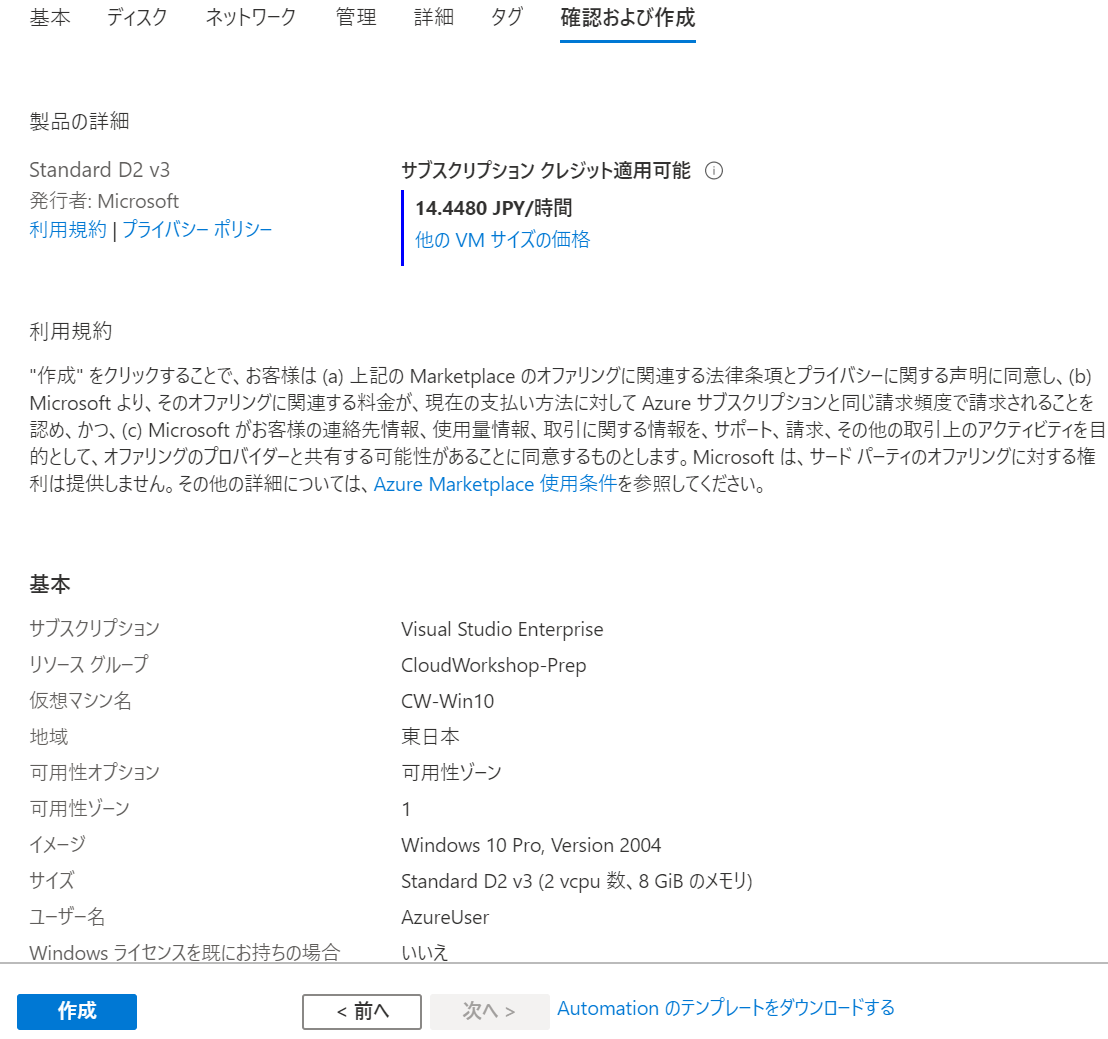 基本 ディスク ネットワーク 管理 詳細 タグ 確認および作成
製品の詳細
Standard D2 v3
発行者: Microsoft
利用規約 | プライバシー ポリシー
サブスクリプション クレジット適用可能
14.4480 JPY/時間
他の VM サイズの価格
利用規約
"作成" をクリックすることで、お客様は (a) 上記の Marketplace のオファリングに関連する法律条項とプライバシーに関する声明に同意し、(b)
Microsoft より、そのオファリングに関連する料金が、現在の支払い方法に対して Azure サブスクリプションと同じ請求頻度で請求されることを
認め、かつ、(c) Microsoft がお客様の連絡先情報、使用量情報、取引に関する情報を、サポート、請求、その他の取引上のアクティビティを目
的として、オファリングのプロバイダーと共有する可能性があることに同意するものとします。Microsoft は、サード パーティのオファリングに対する権
利は提供しません。その他の詳細については、Azure Marketplace 使用条件を参照してください。
基本
サブスクリプション Visual Studio Enterprise
リソース グループ CloudWorkshop-Prep
仮想マシン名 CW-Win10
地域 東日本
可用性オプション 可用性ゾーン
可用性ゾーン 1
イメージ Windows 10 Pro, Version 2004
サイズ Standard D2 v3 (2 vcpu 数、8 GiB のメモリ)
ユーザー名 AzureUser
Windows ライセンスを既にお持ちの場合 いいえ
作成 < 前へ 次へ > Automation のテンプレートをダウンロードする